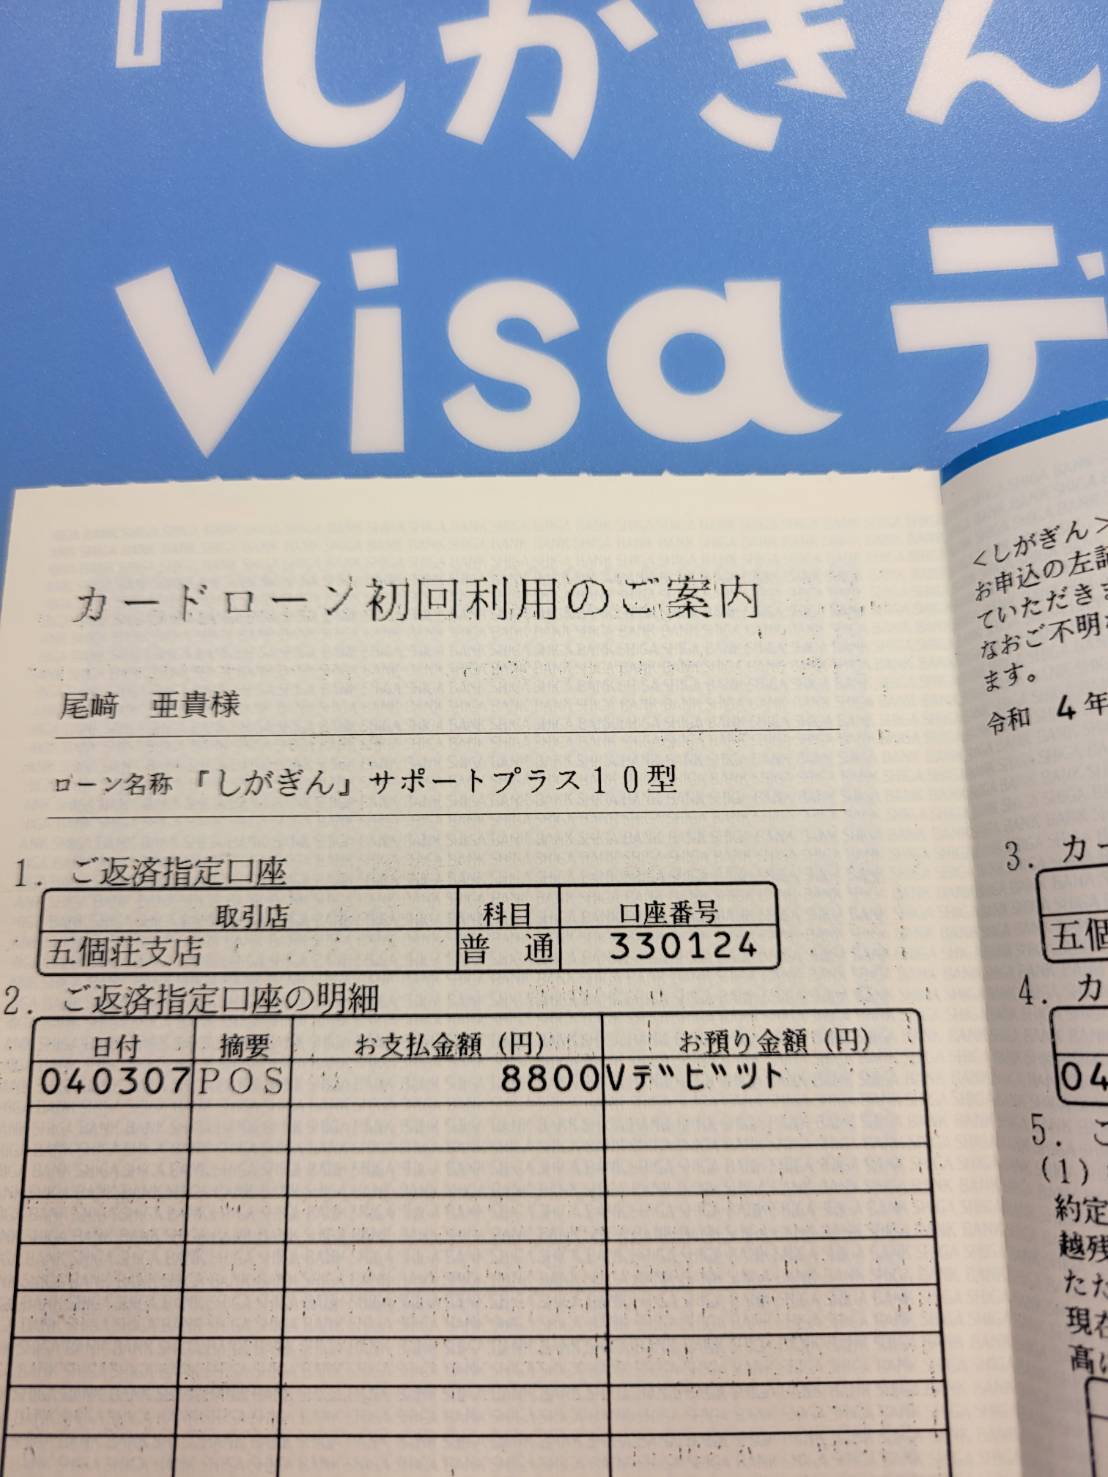 『しがぎん
Visa デ
カードローン初回利用のご案内
尾﨑　亜貴様
ローン名称 『しがぎん』サポートプラス１０型
1. ご返済指定口座
取引店 科目 口座番号
五個荘支店 普　通 330124
2. ご返済指定口座の明細
日付 摘要 お支払金額（円） お預り金額（円）
040307 ＰＯＳ 8800 Vデビツト
＜しがぎん＞
お申込の左記
ていただきま
なおご不明な
ます。
令和　4年
3. カー
五個
4. カ
04
5. ご
(1)
約定
越残
ただ
現在
高に